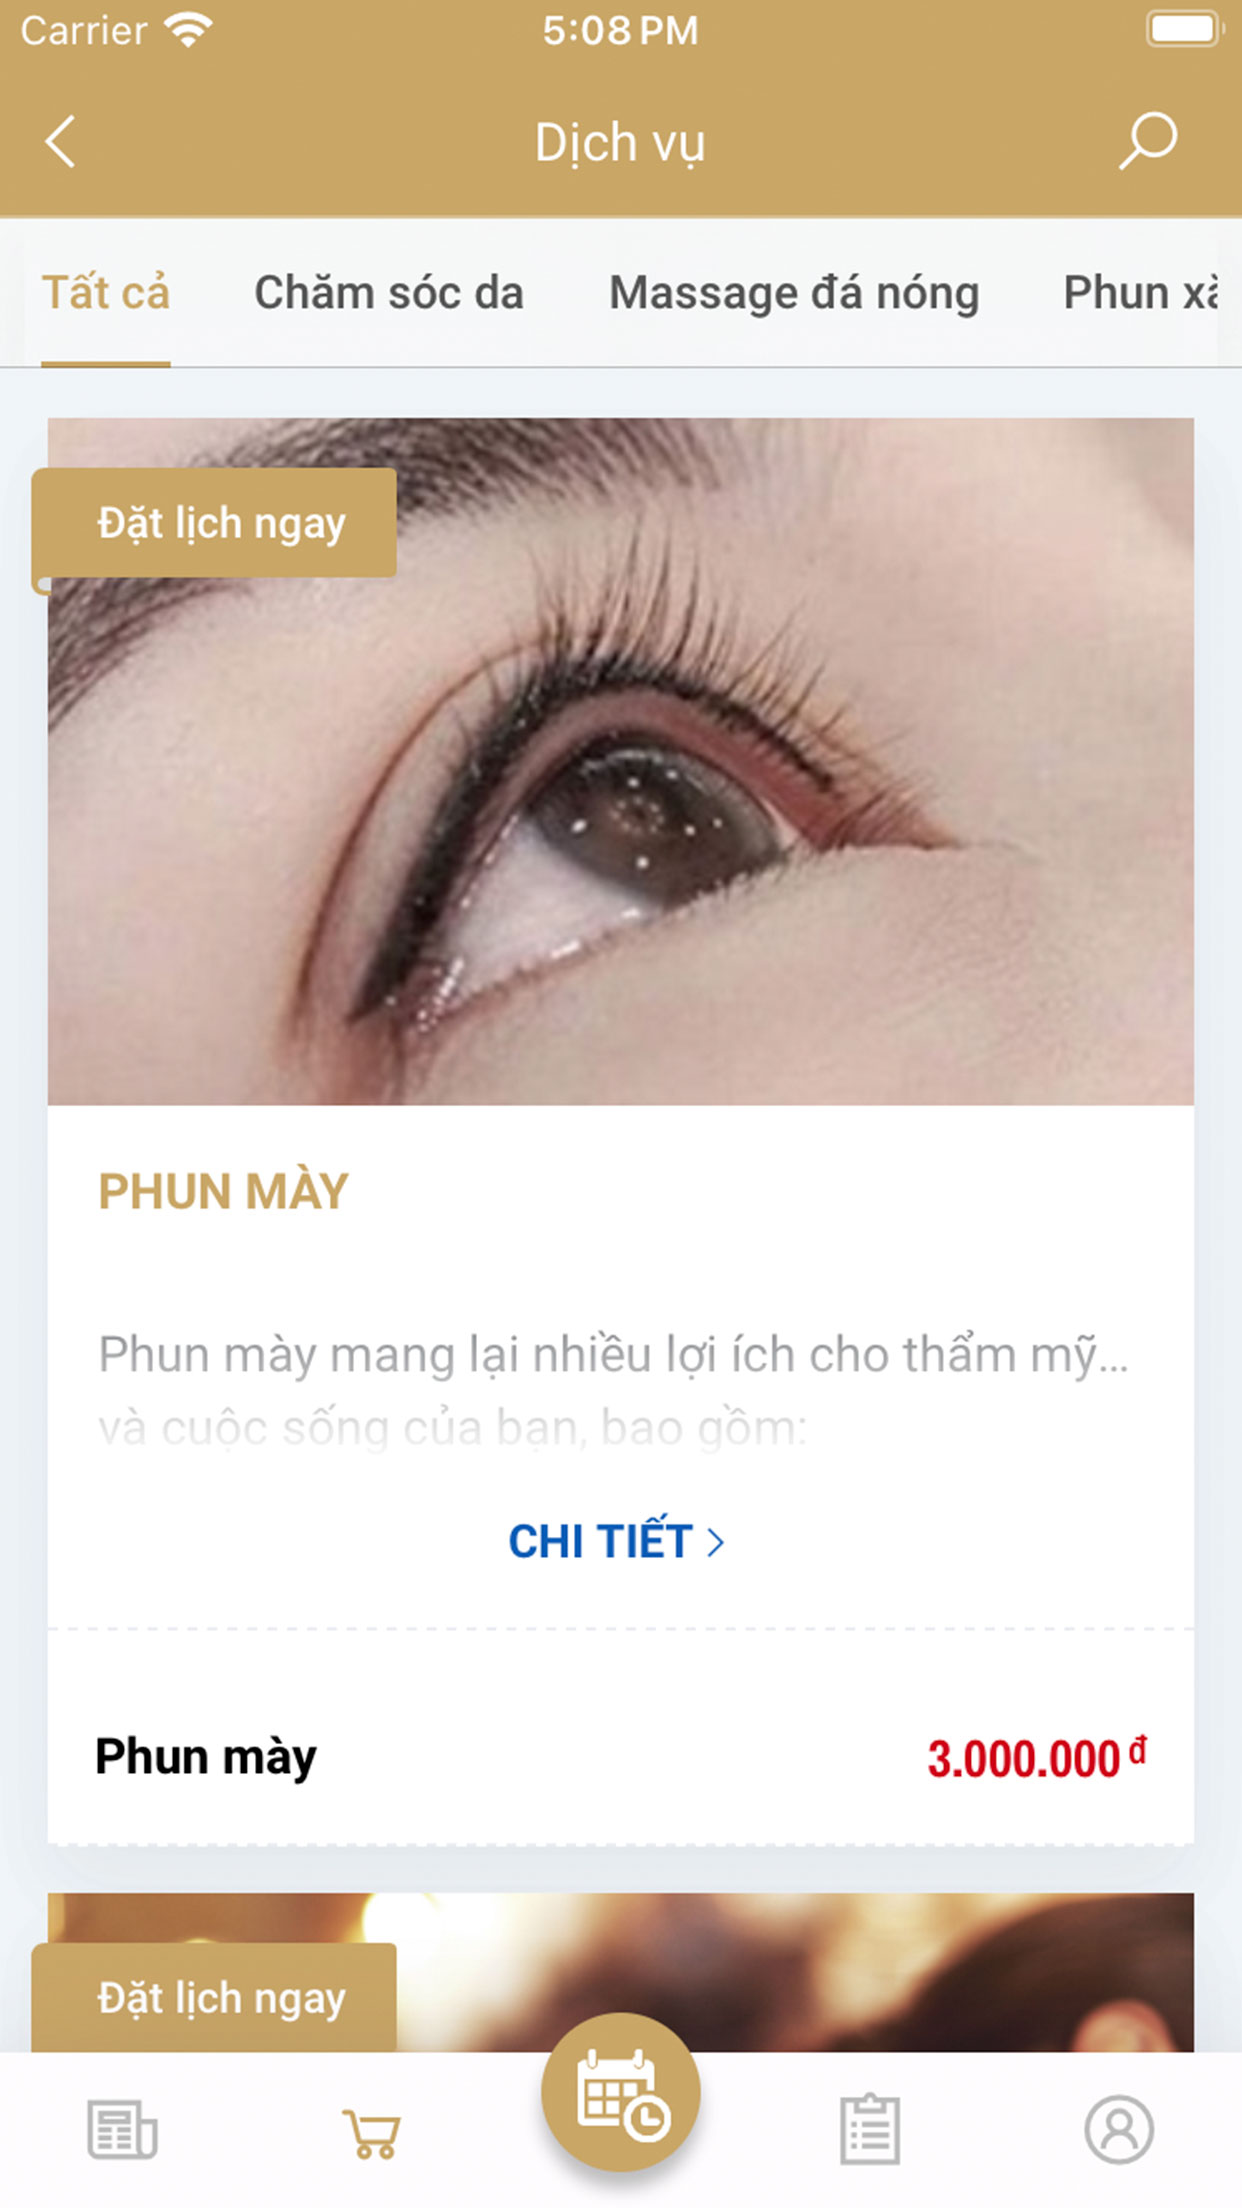 Carrier 5:08 PM
Dịch vụ
Tất cả Chăm sóc da Massage đá nóng Phun
Đặt lịch ngay
PHUN MÀY
Phun mày mang lại nhiều lợi ích cho thẩm mỹ...
và cuộc sống của bạn, bao gồm:
CHI TIẾT
Phun mày 3.000.000 đ
Đặt lịch ngay